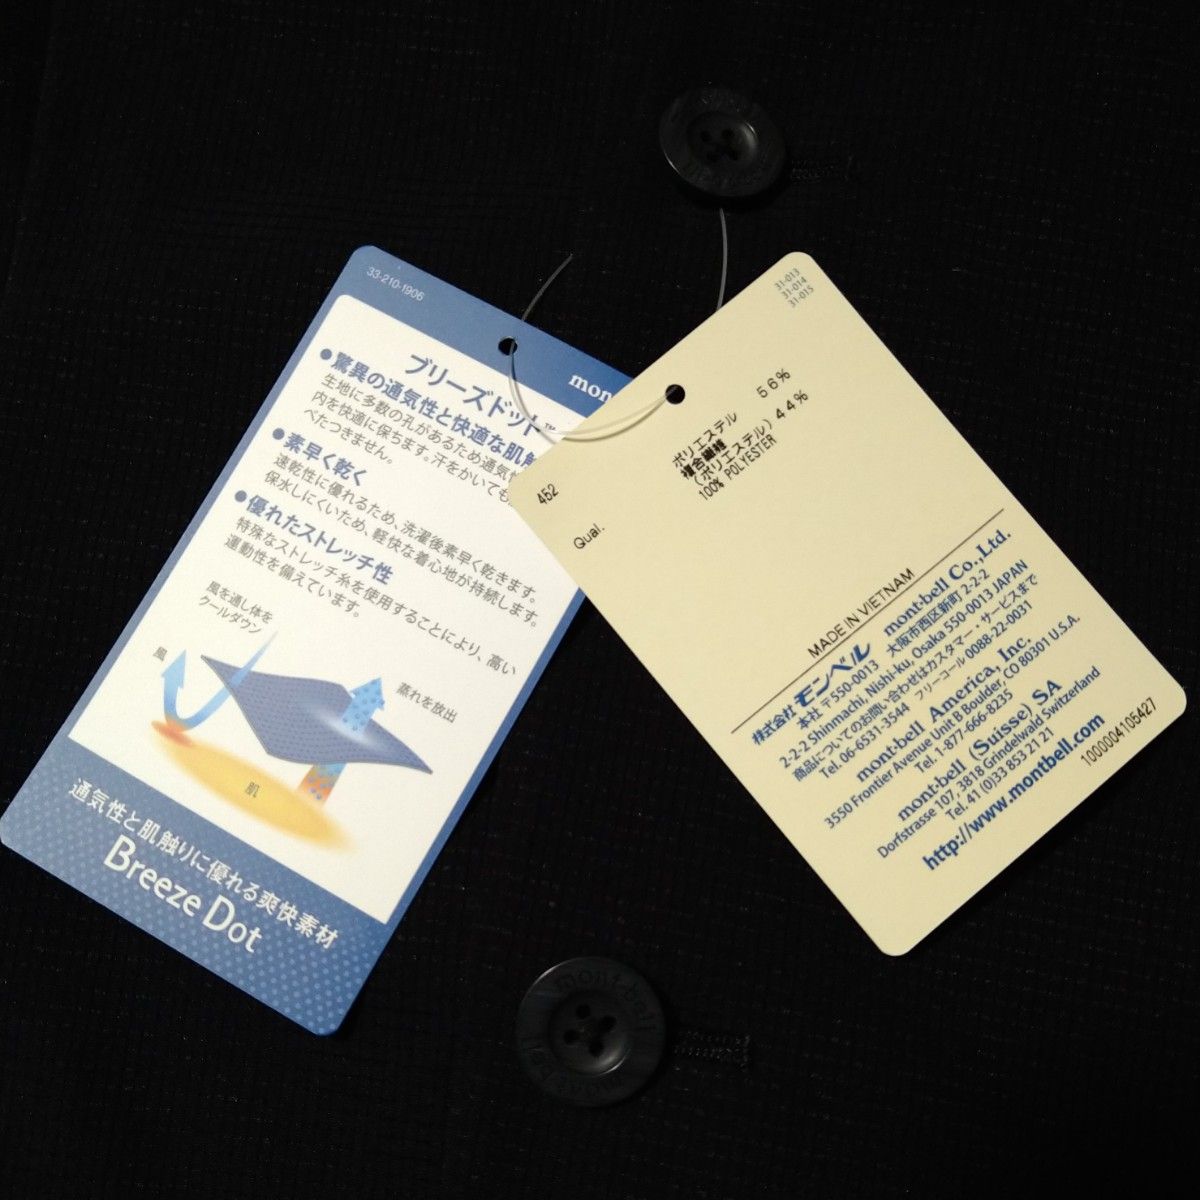 33-210-1906
mon
ブリーズドット™
●驚異の通気性と快適な肌触
生地に多数の孔があるため通気性
内を快適に保ちます。汗をかいても
べたつきません。
●素早く乾く
速乾性に優れるため、洗濯後素早く乾きます。
保水しにくいため、軽快な着心地が持続します。
●優れたストレッチ性
特殊なストレッチ糸を使用することにより、高い
運動性を備えています。
風を通し体を
クールダウン
風
蒸れを放出
肌
通気性と肌触りに優れる爽快素材
Breeze Dot
31-013
31-014
31-015
ポリエステル 56%
複合繊維
(ポリエステル) 44%
100% POLYESTER
452
Qual.
MADE IN VIETNAM
株式会社 モンベル mont-bell Co.,Ltd.
本社 〒550-0013 大阪市西区新町 2-2-2
2-2-2 Shinmachi, Nishi-ku, Osaka 550-0013 JAPAN
商品についてのお問い合わせはカスタマー・サービスまで
Tel. 06-6531-3544 フリーコール 0088-22-0031
mont-bell America, Inc.
3550 Frontier Avenue Unit B Boulder, CO 80301 U.S.A.
Tel. 1-877-666-8235
mont-bell (Suisse) SA
Dorfstrasse 107, 3818 Grindelwald Switzerland
Tel. 41 (0)33 853 21 21
http://www.montbell.com
1000004105427
mont-bell